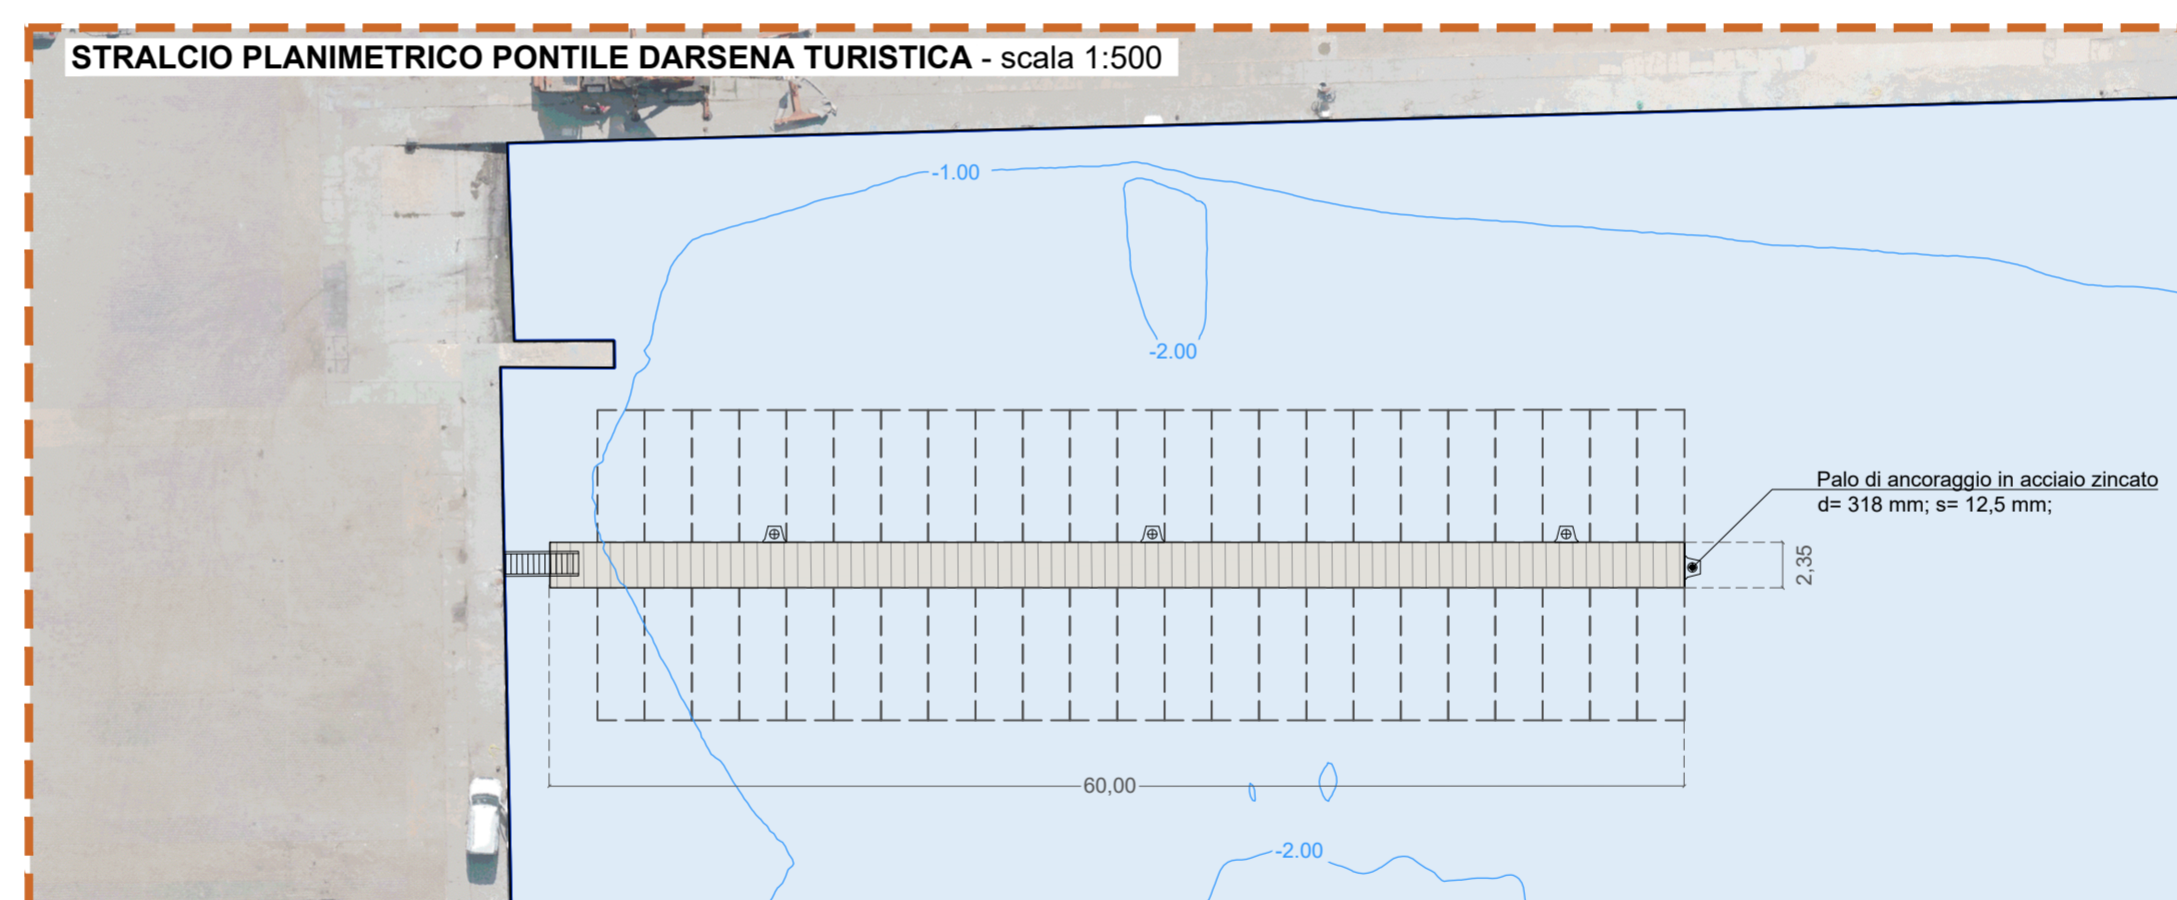 STRALCIO PLANIMETRICO PONTILE DARSENA TURISTICA - scala 1:500
-1.00
-2.00
Palo di ancoraggio in acciaio zincato
d= 318 mm; s= 12,5 mm;
2,35
60,00
-2.00